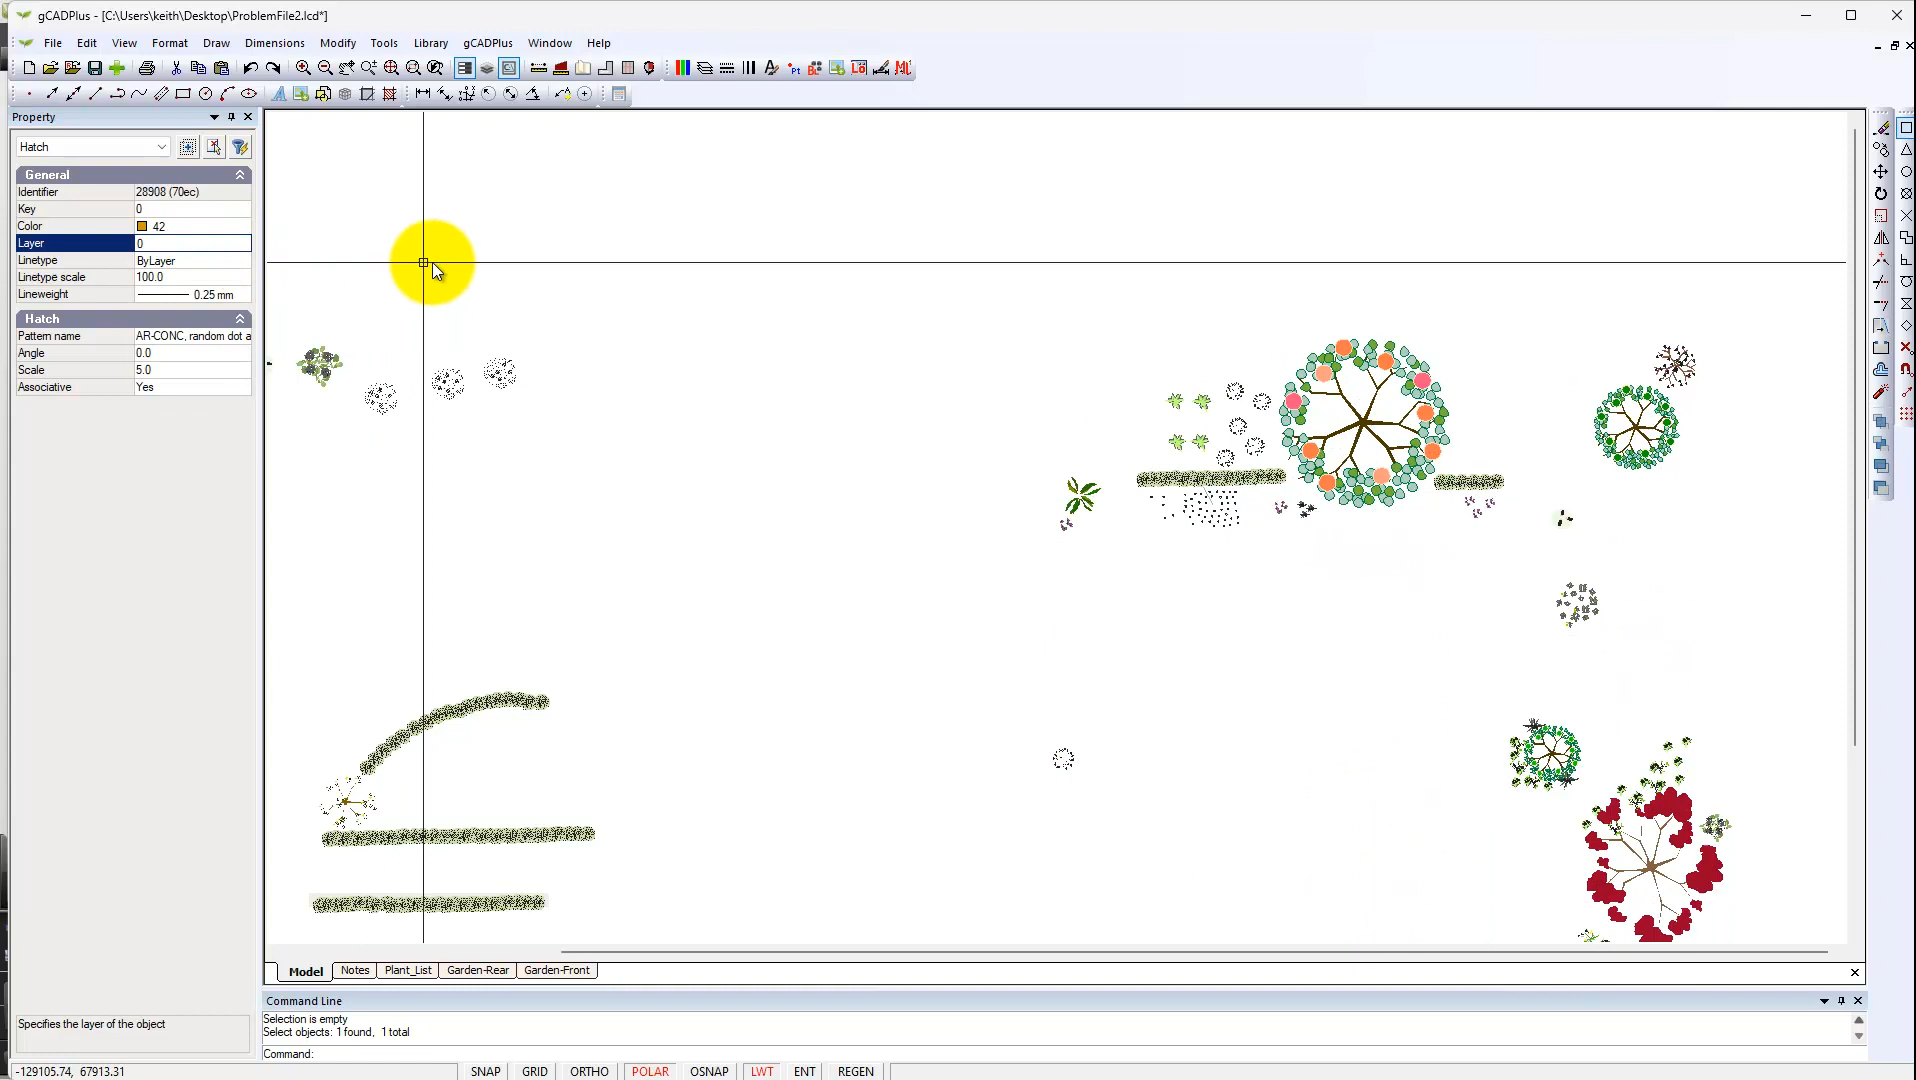 gCADPlus - [C:\Users\keith\Desktop\ProblemFile2.lcd*]
File Edit View Format Draw Dimensions Modify Tools Library gCADPlus Window Help
Property
Hatch
General
Identifier 28908 (70ec)
Key 0
Color 42
Layer 0
Linetype ByLayer
Linetype scale 100.0
Lineweight 0.25 mm
Hatch
Pattern name AR-CONC, random dot a
Angle 0.0
Scale 5.0
Associative Yes
Specifies the layer of the object
Model Notes Plant_List Garden-Rear Garden-Front
Command Line
Selection is empty
Select objects: 1 found, 1 total
Command:
-129105.74, 67913.31 SNAP GRID ORTHO POLAR OSNAP LWT ENT REGEN